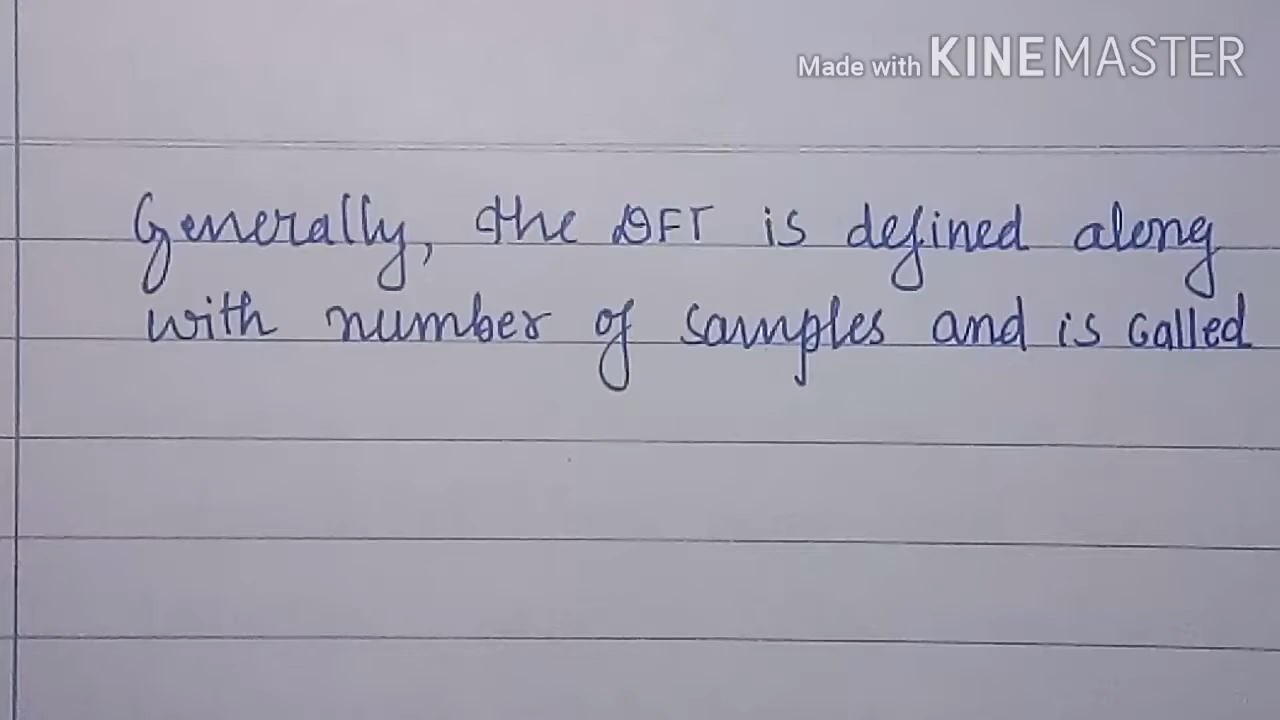 Made with KINEMASTER
Generally, the DFT is defined along
with number of samples and is called